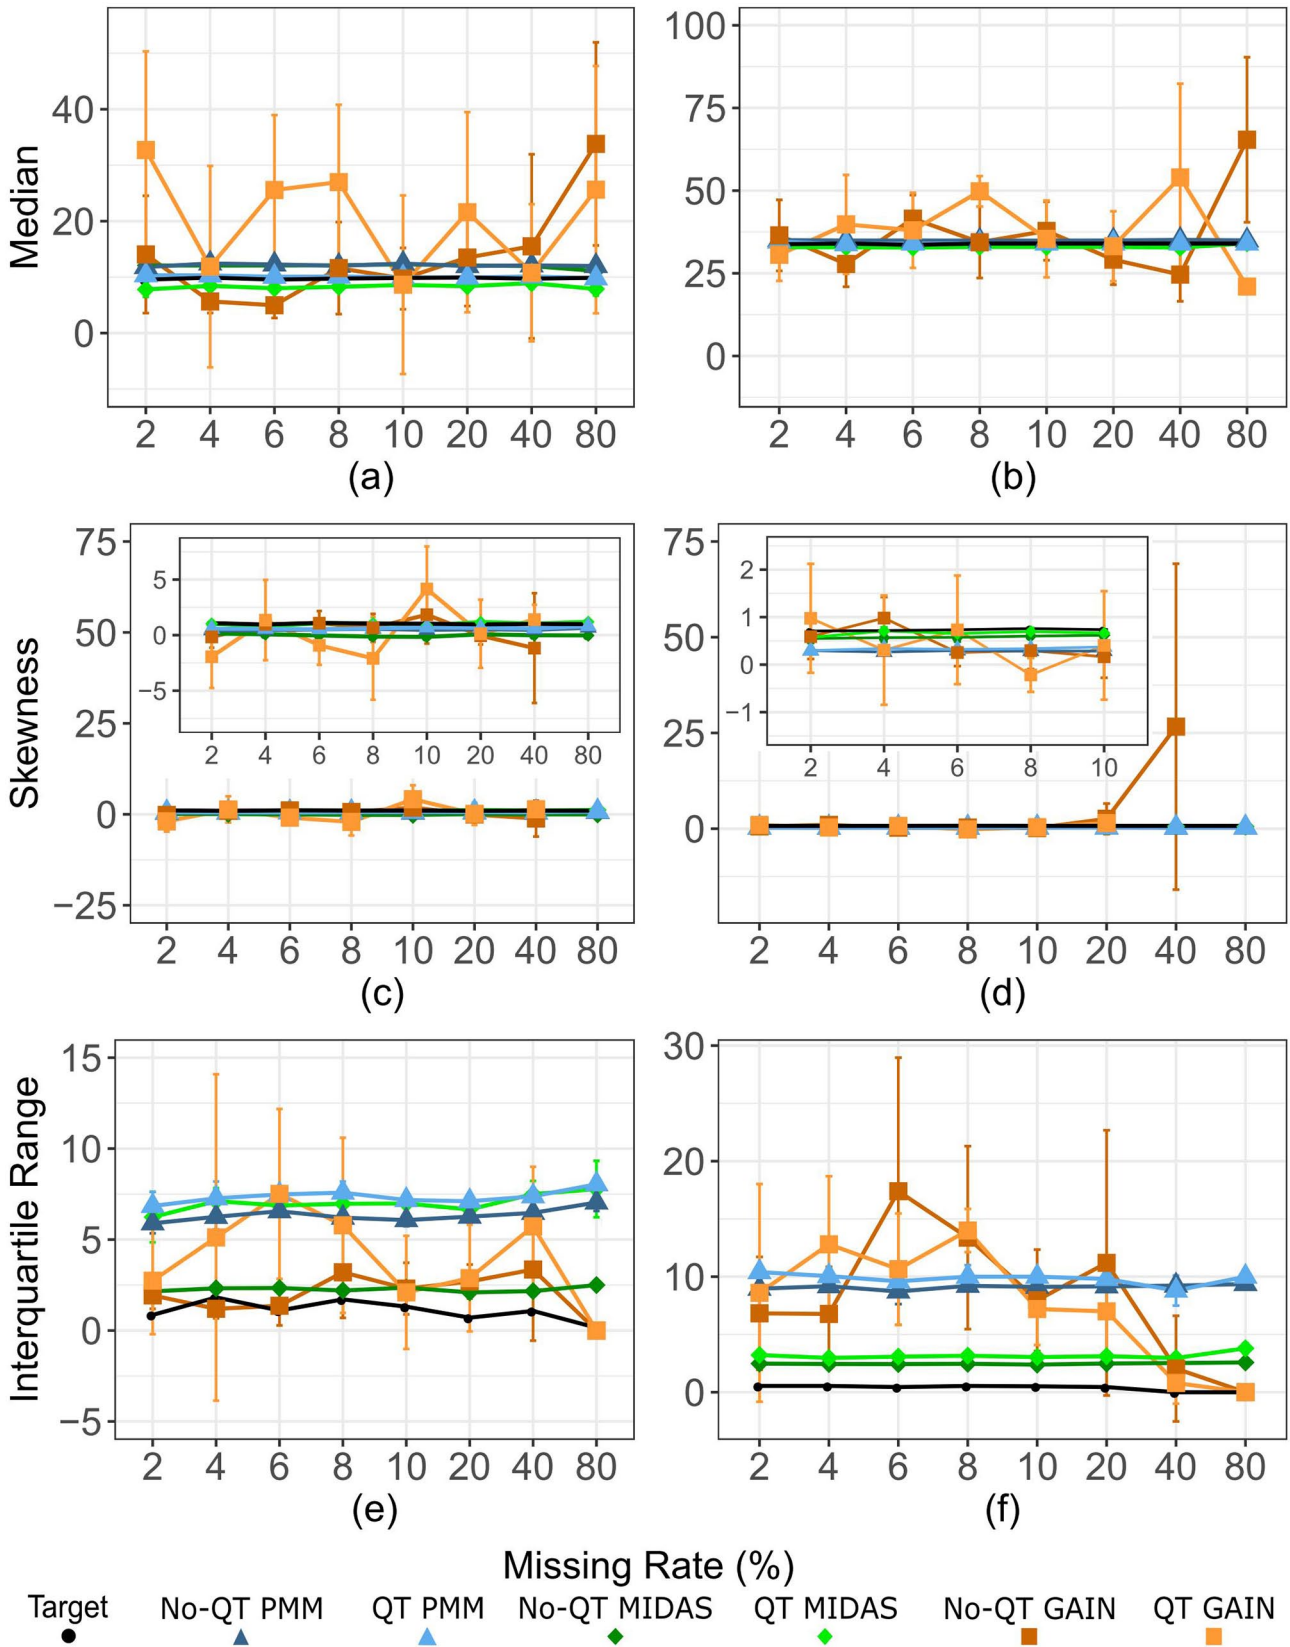 Median
40
20
0
2 4 6 8 10 20 40 80
(a)
100
75
50
25
0
2 4 6 8 10 20 40 80
(b)
Skewness
75
50
25
0
−25
5
0
−5
2 4 6 8 10 20 40 80
2 4 6 8 10 20 40 80
(c)
75
50
25
0
2
1
0
−1
2 4 6 8 10
2 4 6 8 10 20 40 80
(d)
Interquartile Range
15
10
5
0
−5
2 4 6 8 10 20 40 80
(e)
30
20
10
0
2 4 6 8 10 20 40 80
(f)
Missing Rate (%)
Target No-QT PMM QT PMM No-QT MIDAS QT MIDAS No-QT GAIN QT GAIN